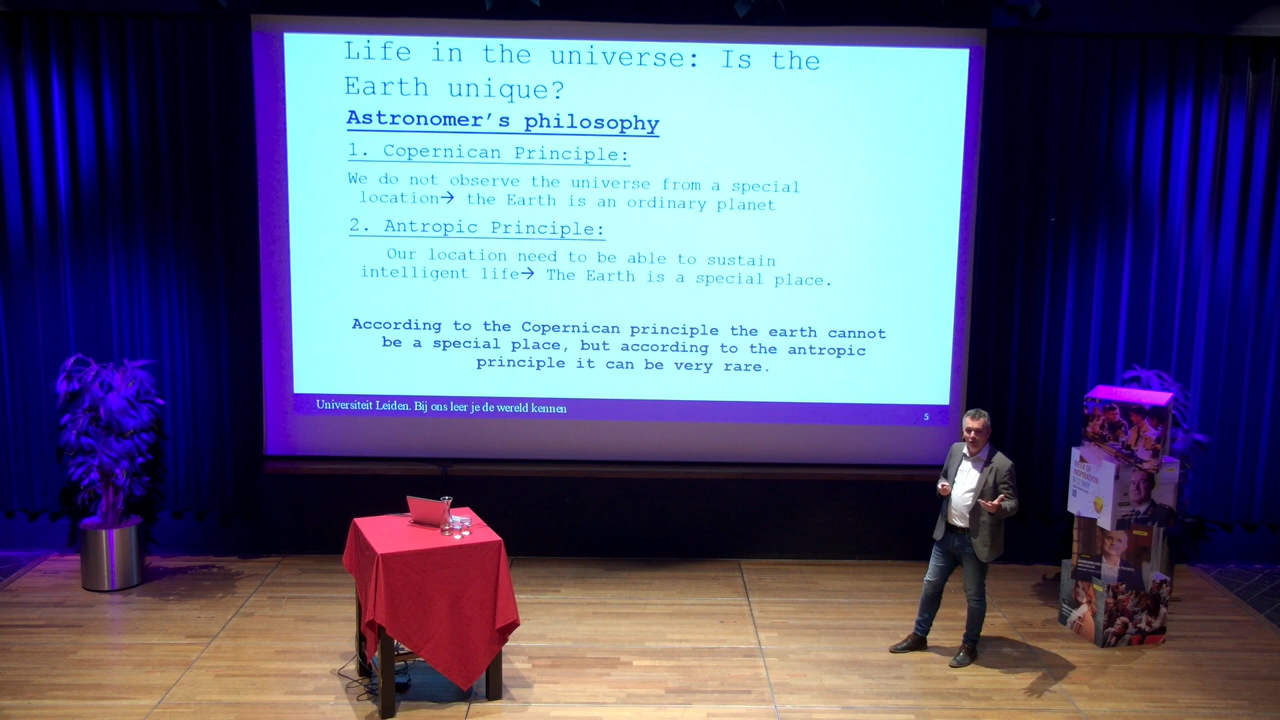 Life in the universe: Is the
Earth unique?
Astronomer's philosophy
1. Copernican Principle:
We do not observe the universe from a special
location→ the Earth is an ordinary planet
2. Antropic Principle:
Our location need to be able to sustain
intelligent life→ The Earth is a special place.
According to the Copernican principle the earth cannot
be a special place, but according to the antropic
principle it can be very rare.
Universiteit Leiden. Bij ons leer je de wereld kennen
5
WEEK OF
INSPIRATION